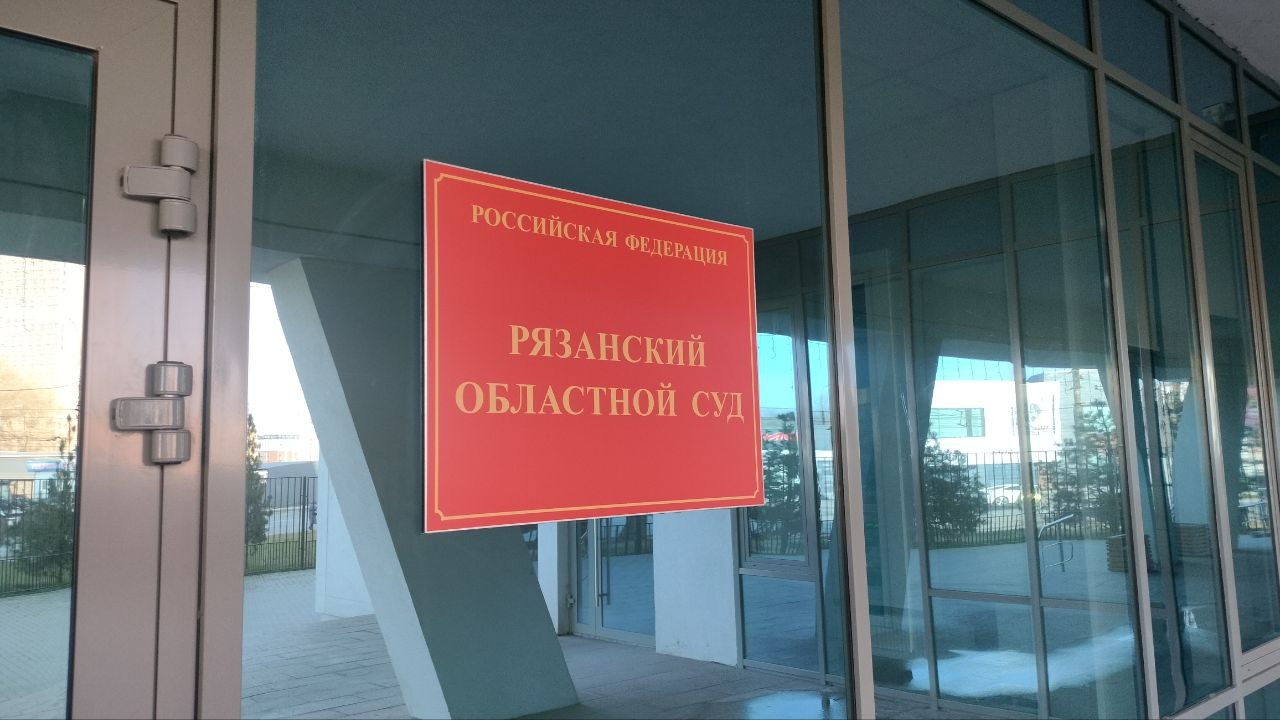 РОССИЙСКАЯ ФЕДЕРАЦИЯ
РЯЗАНСКИЙ
ОБЛАСТНОЙ СУД